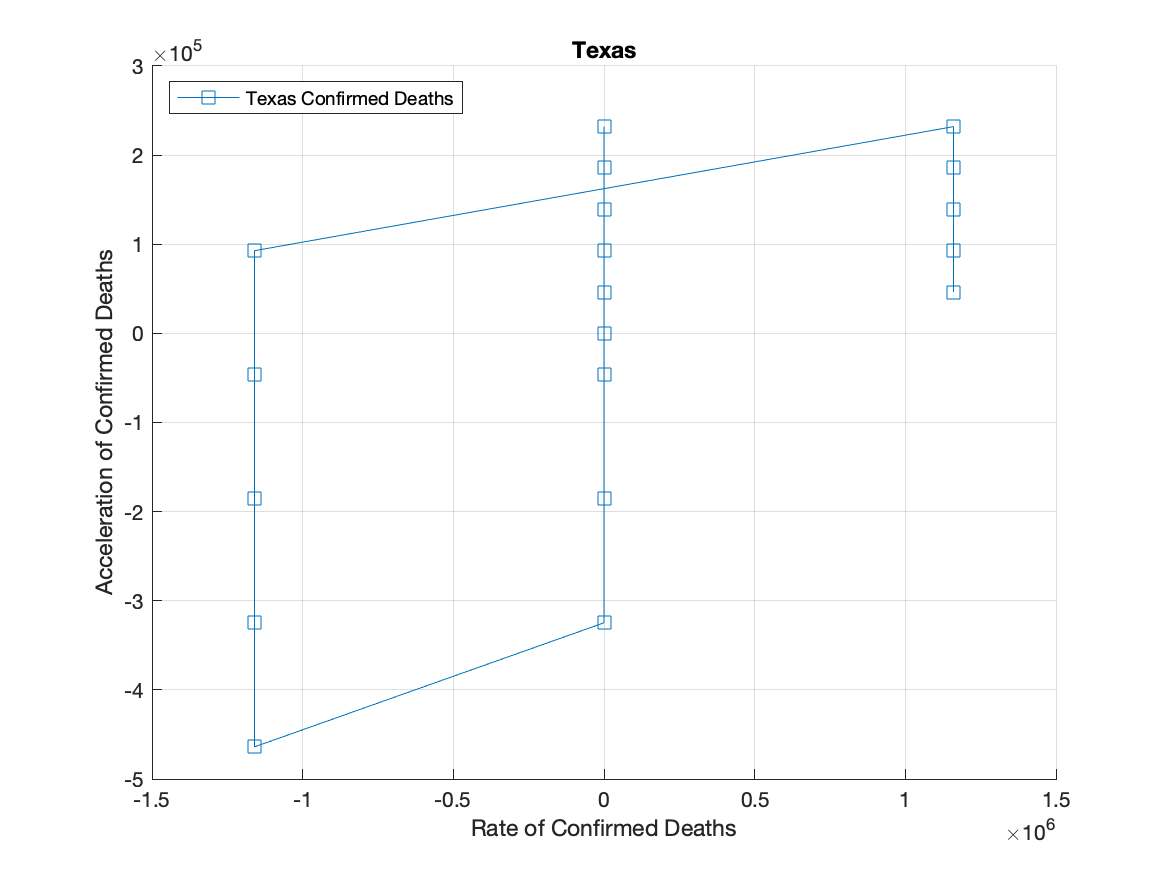 Texas
×10⁵
Texas Confirmed Deaths
3
2
1
0
-1
-2
-3
-4
-5
Acceleration of Confirmed Deaths
-1.5 -1 -0.5 0 0.5 1 1.5
Rate of Confirmed Deaths
×10⁶